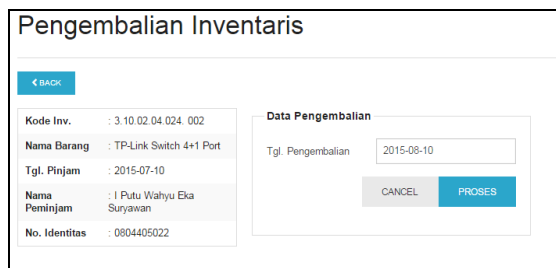 Pengembalian Inventaris
BACK
Kode Inv. : 3.10.02.04.024. 002
Nama Barang : TP-Link Switch 4+1 Port
Tgl. Pinjam : 2015-07-10
Nama Peminjam : I Putu Wahyu Eka Suryawan
No. Identitas : 0804405022
Data Pengembalian
Tgl. Pengembalian 2015-08-10
CANCEL PROSES